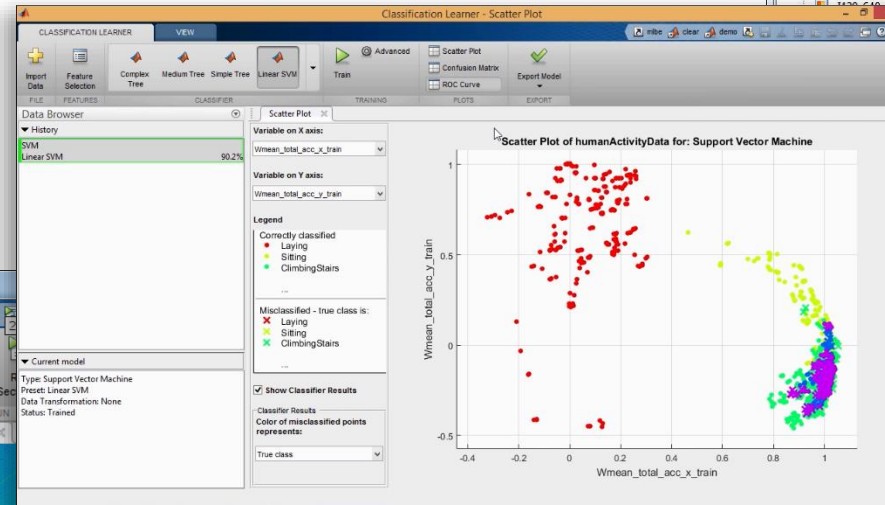 Classification Learner - Scatter Plot
CLASSIFICATION LEARNER
VIEW
mlbe
clear
demo
Import Data
Feature Selection
Complex Tree
Medium Tree
Simple Tree
Linear SVM
Train
Advanced
Scatter Plot
Confusion Matrix
ROC Curve
Export Model
FILE
FEATURES
CLASSIFIER
TRAINING
PLOTS
EXPORT
Data Browser
History
SVM
Linear SVM
90.2%
Current model
Type: Support Vector Machine
Preset: Linear SVM
Data Transformation: None
Status: Trained
Scatter Plot
Variable on X axis:
Wmean_total_acc_x_train
Variable on Y axis:
Wmean_total_acc_y_train
Legend
Correctly classified
Laying
Sitting
ClimbingStairs
...
Misclassified - true class is:
Laying
Sitting
ClimbingStairs
...
Show Classifier Results
Classifier Results
Color of misclassified points
represents:
True class
Scatter Plot of humanActivityData for: Support Vector Machine
Wmean_total_acc_y_train
1
0.5
0
-0.5
-0.4
-0.2
0
0.2
0.4
0.6
0.8
1
Wmean_total_acc_x_train